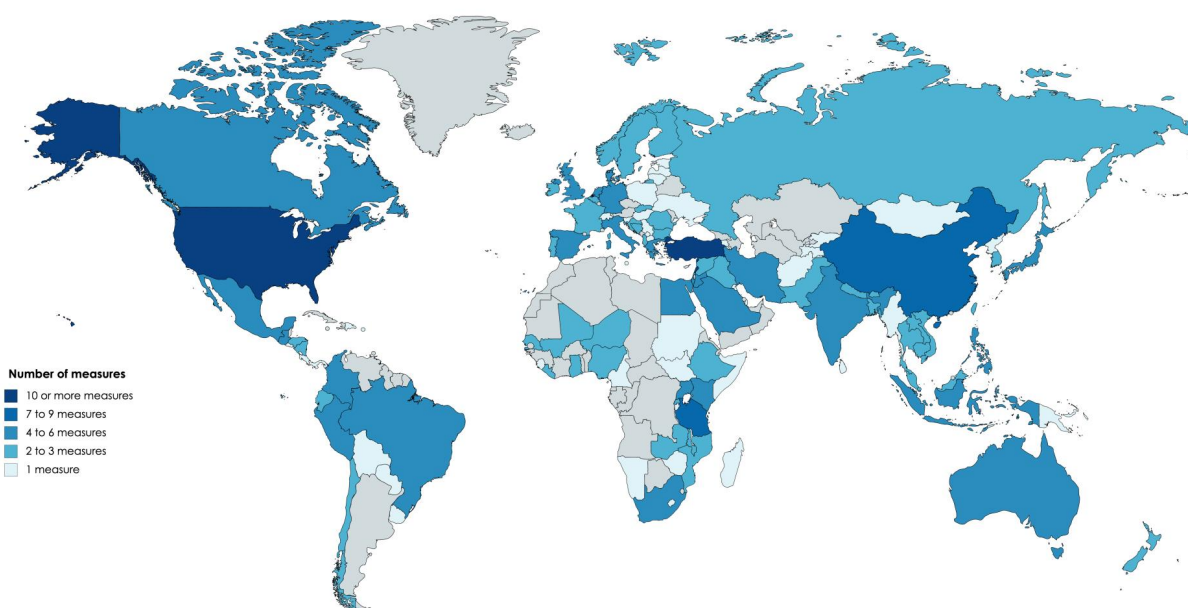 Number of measures
10 or more measures
7 to 9 measures
4 to 6 measures
2 to 3 measures
1 measure